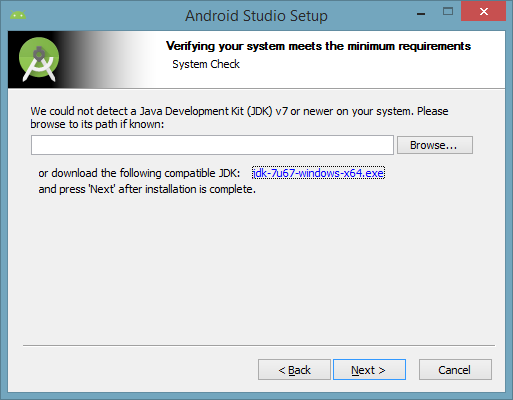 Android Studio Setup
Verifying your system meets the minimum requirements
System Check
We could not detect a Java Development Kit (JDK) v7 or newer on your system. Please
browse to its path if known:
Browse...
or download the following compatible JDK: jdk-7u67-windows-x64.exe
and press 'Next' after installation is complete.
< Back
Next >
Cancel